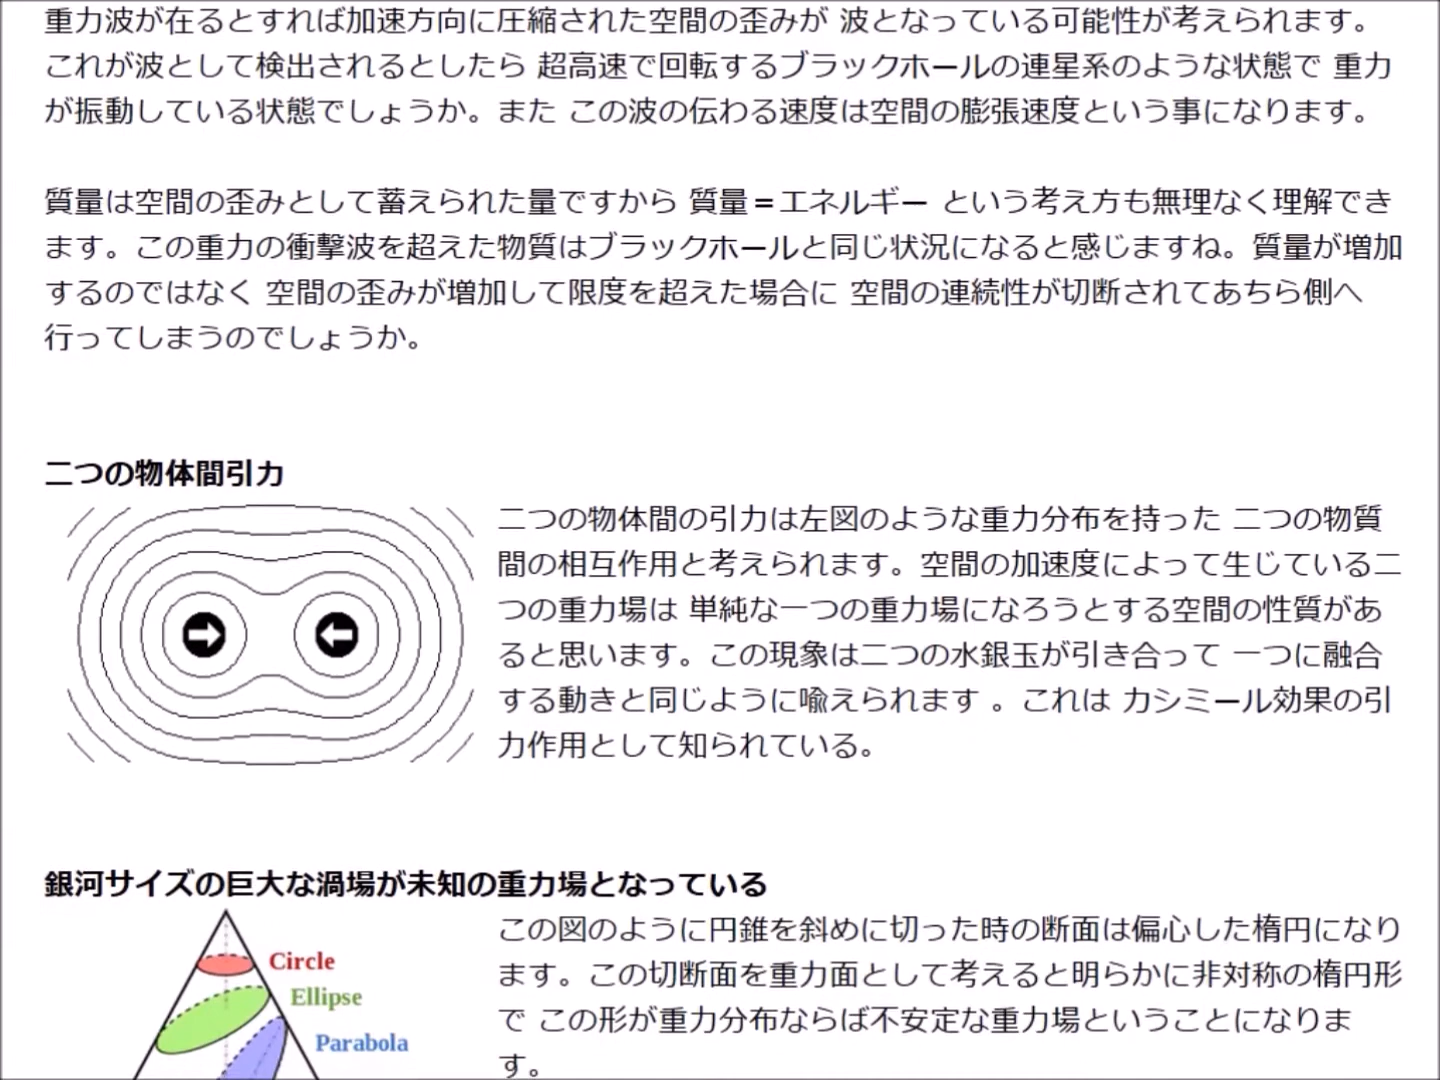 重力波が在るとすれば加速方向に圧縮された空間の歪みが 波となっている可能性が考えられます。
これが波として検出されるとしたら 超高速で回転するブラックホールの連星系のような状態で 重力
が振動している状態でしょうか。また この波の伝わる速度は空間の膨張速度という事になります。
質量は空間の歪みとして蓄えられた量ですから 質量＝エネルギー という考え方も無理なく理解でき
ます。この重力の衝撃波を超えた物質はブラックホールと同じ状況になると感じますね。質量が増加
するのではなく 空間の歪みが増加して限度を超えた場合に 空間の連続性が切断されてあちら側へ
行ってしまうのでしょうか。
二つの物体間引力
二つの物体間の引力は左図のような重力分布を持った 二つの物質
間の相互作用と考えられます。空間の加速度によって生じている二
つの重力場は 単純な一つの重力場になろうとする空間の性質があ
ると思います。この現象は二つの水銀玉が引き合って 一つに融合
する動きと同じように喩えられます 。これは カシミール効果の引
力作用として知られている。
銀河サイズの巨大な渦場が未知の重力場となっている
この図のように円錐を斜めに切った時の断面は偏心した楕円になり
ます。この切断面を重力面として考えると明らかに非対称の楕円形
で この形が重力分布ならば不安定な重力場ということになりま
す。
Circle
Ellipse
Parabola